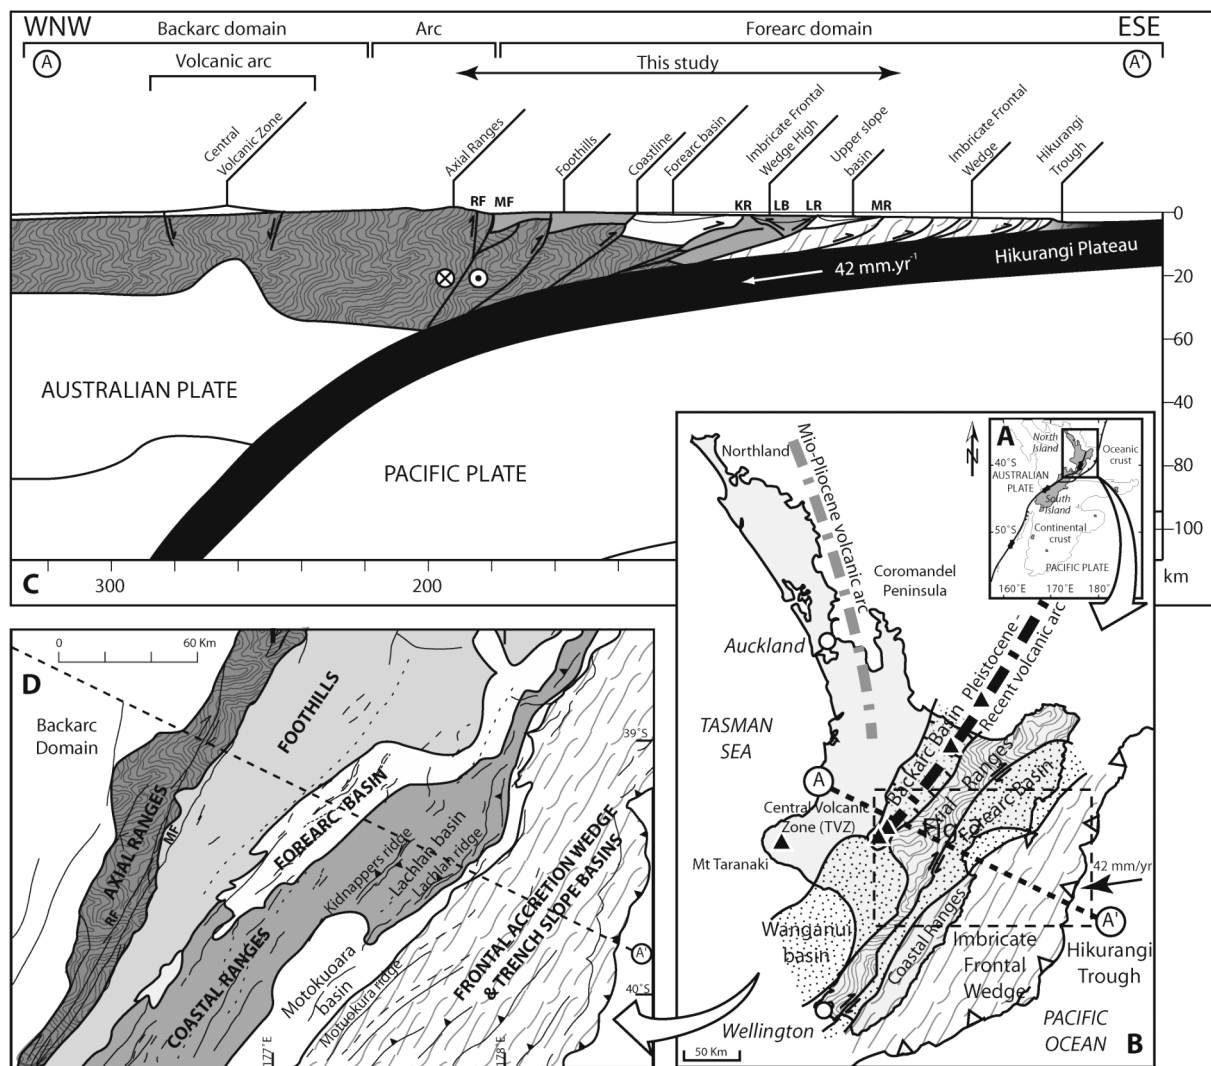 WNW
Backarc domain
Arc
Forearc domain
ESE
A
Volcanic arc
This study
A'
Central
Volcanic Zone
Axial Ranges
Foothills
Coastline
Forearc basin
Imbricate Frontal
Wedge High
Upper slope
basin
Imbricate Frontal
Wedge
Hikurangi
Trough
RF
MF
KR
LB
LR
MR
0
20
60
40
80
100
km
42 mm.yr-1
Hikurangi Plateau
AUSTRALIAN PLATE
PACIFIC PLATE
C
300
200
A
North
Island
40°S
AUSTRALIAN
PLATE
Oceanic
crust
South
Island
50°S
Continental
crust
PACIFIC PLATE
160°E
170°E
180°
N
Northland
Mio-Pliocene volcanic arc
Coromandel
Peninsula
Auckland
TASMAN
SEA
Pleistocene-
Recent volcanic arc
Backarc Basin
Axial Ranges
Forearc Basin
Fig
A
Central Volcanic
Zone (TVZ)
Mt Taranaki
42 mm/yr
A'
Wanganui
basin
Coastal Ranges
Imbricate
Frontal
Wedge
Hikurangi
Trough
Wellington
PACIFIC
OCEAN
50 Km
B
0
60 Km
D
Backarc
Domain
AXIAL RANGES
RF
MF
FOOTHILLS
FOREARC BASIN
COASTAL RANGES
Kidnappers ridge
Lachlan basin
Lachlan ridge
Motokuoara
basin
Motuokura ridge
FRONTAL ACCRETION WEDGE
& TRENCH SLOPE BASINS
39°S
A'
40°S
177°E
178°E